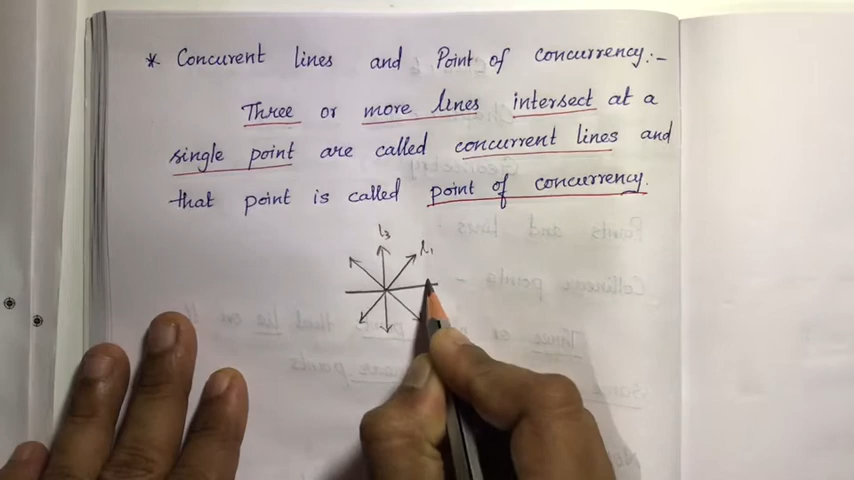 * Concurent lines and Point of concurrency:-
Three or more lines intersect at a
single point are called concurrent lines and
that point is called point of concurrency.
l3
l1